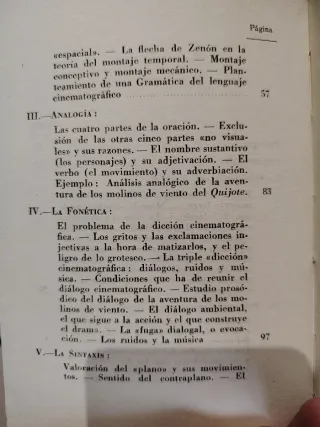 Página
«espacial». — La flecha de Zenón en la
teoría del montaje temporal. — Montaje
conceptivo y montaje mecánico. — Plan-
teamiento de una Gramática del lenguaje
cinematográfico 57
III.—ANALOGÍA:
Las cuatro partes de la oración. — Exclu-
sión de las otras cinco partes «no visua-
les» y sus razones. — El nombre sustantivo
(los personajes) y su adjetivación. — El
verbo (el movimiento) y su adverbiación.
Ejemplo: Análisis analógico de la aven-
tura de los molinos de viento del Quijote. 83
IV.—LA FONÉTICA:
El problema de la dicción cinematográ-
fica. — Los gritos y las exclamaciones in-
jectivas a la hora de matizarlos, y el pe-
ligro de lo grotesco. — La triple «dicción»
cinematográfica: diálogos, ruidos y mú-
sica. — Condiciones que ha de reunir el
diálogo cinematográfico. — Estudio prosó-
dico del diálogo de la aventura de los mo-
linos de viento. — El diálogo ambiental,
el que sigue a la acción y el que construye
el drama. — La «fuga» dialogal, o evoca-
ción. — Los ruidos y la música 97
V.—LA SINTAXIS:
Valoración del «plano» y sus movimien-
tos. — Sentido del contraplano. — El